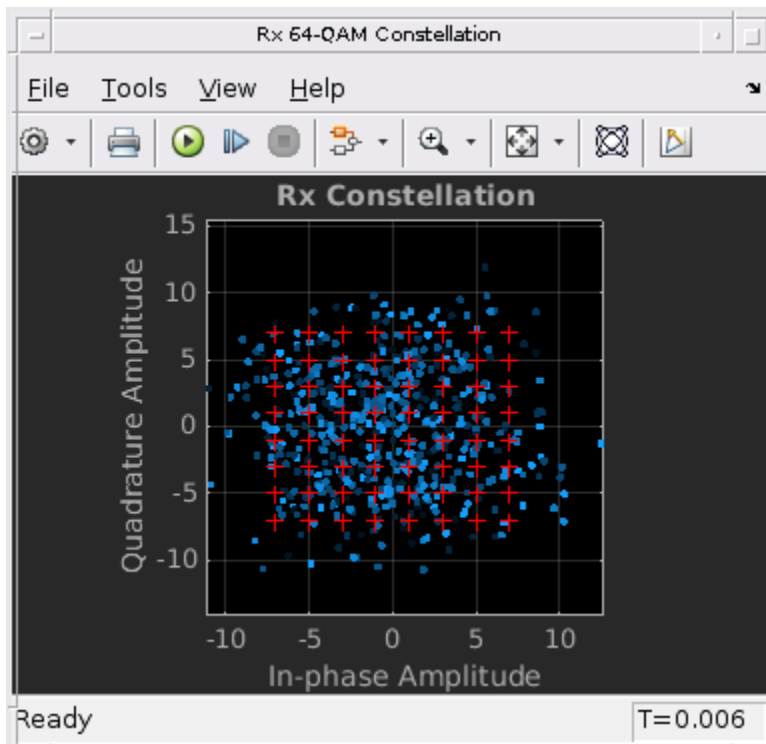 Rx 64-QAM Constellation
File Tools View Help
Rx Constellation
15
10
5
0
-5
-10
Quadrature Amplitude
-10 -5 0 5 10
In-phase Amplitude
Ready T=0.006